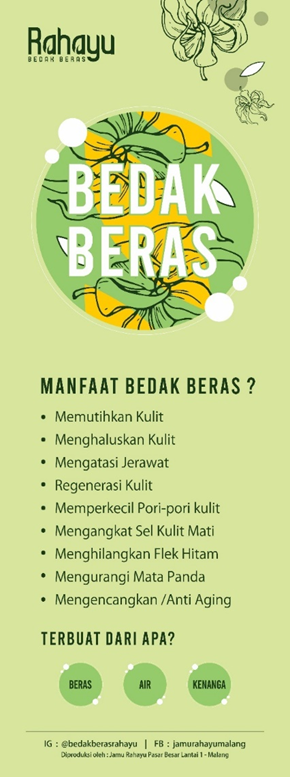 Rahayu
BEDAK BERAS
BEDAK
BERAS
MANFAAT BEDAK BERAS ?
• Memutihkan Kulit
• Menghaluskan Kulit
• Mengatasi Jerawat
• Regenerasi Kulit
• Memperkecil Pori-pori kulit
• Mengangkat Sel Kulit Mati
• Menghilangkan Flek Hitam
• Mengurangi Mata Panda
• Mengencangkan /Anti Aging
TERBUAT DARI APA?
BERAS AIR KENANGA
IG : @bedakberasrahayu | FB : jamurahayumalang
Diproduksi oleh : Jamu Rahayu Pasar Besar Lantai 1 - Malang